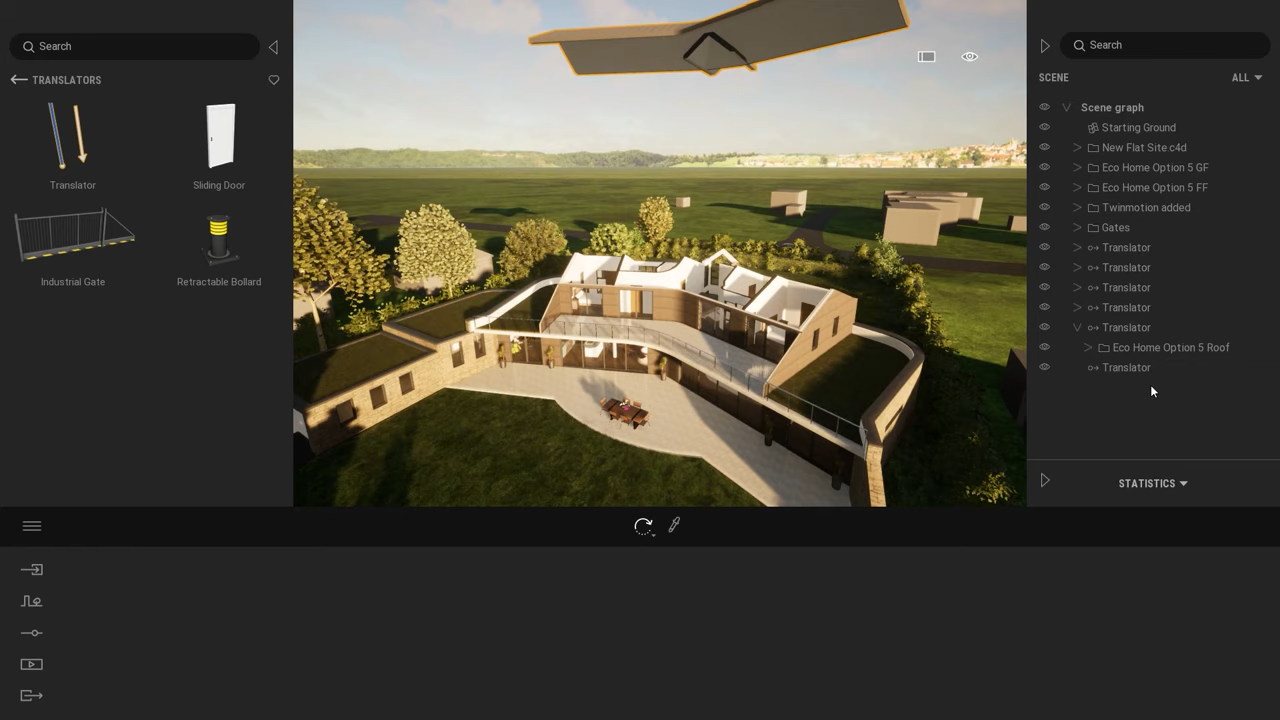 Search
TRANSLATORS
Translator
Sliding Door
Industrial Gate
Retractable Bollard
Search
SCENE
ALL
Scene graph
Starting Ground
New Flat Site.c4d
Eco Home Option 5 GF
Eco Home Option 5 FF
Twinmotion added
Gates
Translator
Translator
Translator
Translator
Translator
Eco Home Option 5 Roof
Translator
STATISTICS